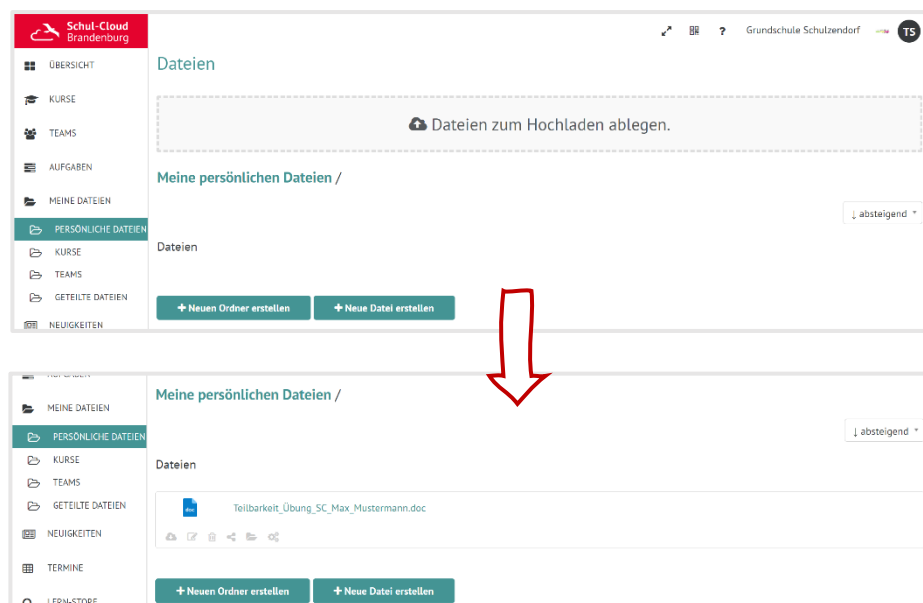 Schul-Cloud
Brandenburg
? Grundschule Schulzendorf TS
ÜBERSICHT
KURSE
TEAMS
AUFGABEN
MEINE DATEIEN
PERSÖNLICHE DATEIEN
KURSE
TEAMS
GETEILTE DATEIEN
NEUIGKEITEN
Dateien
Dateien zum Hochladen ablegen.
Meine persönlichen Dateien /
↓ absteigend
Dateien
+ Neuen Ordner erstellen
+ Neue Datei erstellen
AUFGABEN
MEINE DATEIEN
PERSÖNLICHE DATEIEN
KURSE
TEAMS
GETEILTE DATEIEN
NEUIGKEITEN
TERMINE
LERN-STORE
Meine persönlichen Dateien /
↓ absteigend
Dateien
doc
Teilbarkeit_Übung_SC_Max_Mustermann.doc
+ Neuen Ordner erstellen
+ Neue Datei erstellen